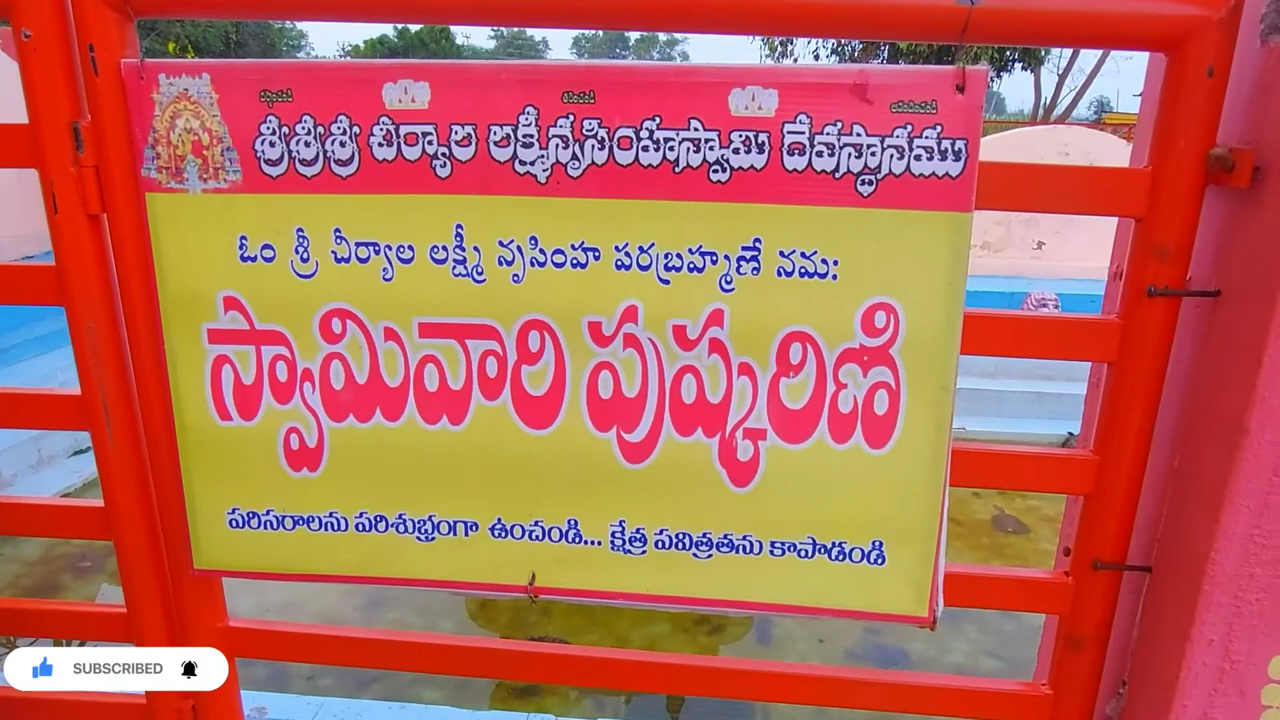 శ్రీశ్రీశ్రీ చీర్యాల లక్ష్మీనృసింహస్వామి దేవస్థానము
ఓం శ్రీ చీర్యాల లక్ష్మీ నృసింహ పరబ్రహ్మణే నమః
స్వామివారి పుష్కరిణి
పరిసరాలను పరిశుభ్రంగా ఉంచండి... క్షేత్ర పవిత్రతను కాపాడండి
SUBSCRIBED